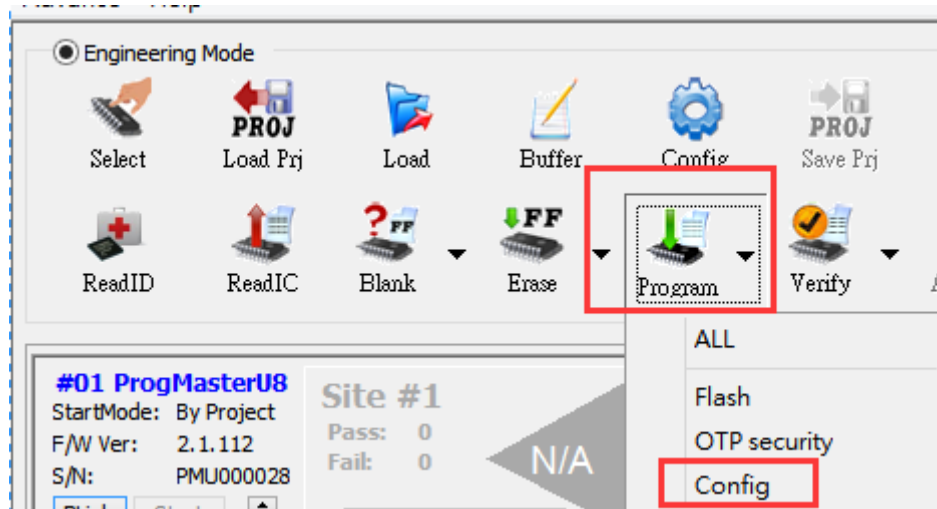 Engineering Mode
PROJ
PROJ
Select
Load Prj
Load
Buffer
Config
Save Prj
? FF
FF
ReadID
ReadIC
Blank
Erase
Program
Verify
ALL
#01 ProgMasterU8
StartMode: By Project
F/W Ver: 2.1.112
S/N: PMU000028
Site #1
Pass: 0
Fail: 0
N/A
Flash
OTP security
Config